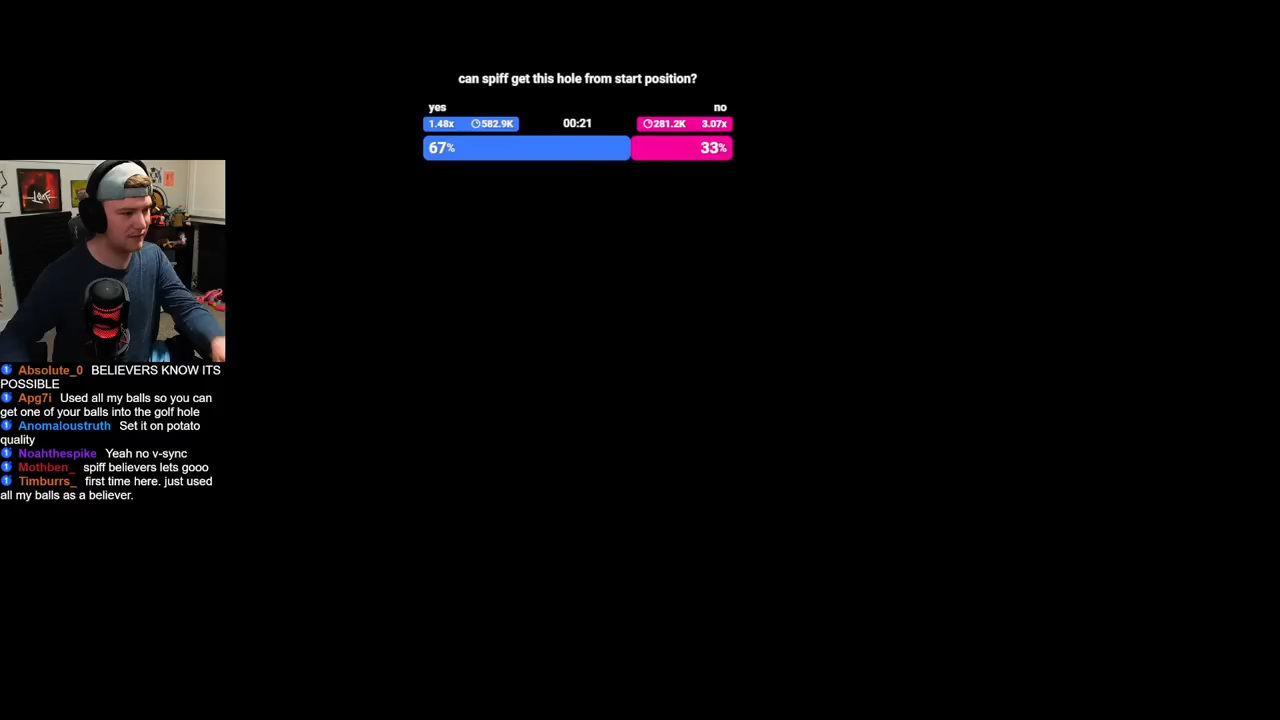 can spiff get this hole from start position?
yes
no
1.48x 582.9K
00:21
281.2K 3.07x
67%
33%
Absolute_0 BELIEVERS KNOW ITS
POSSIBLE
Apg7i Used all my balls so you can
get one of your balls into the golf hole
Anomaloustruth Set it on potato
quality
Noahthespike Yeah no v-sync
Mothben_ spiff believers lets gooo
Timburrs_ first time here. just used
all my balls as a believer.